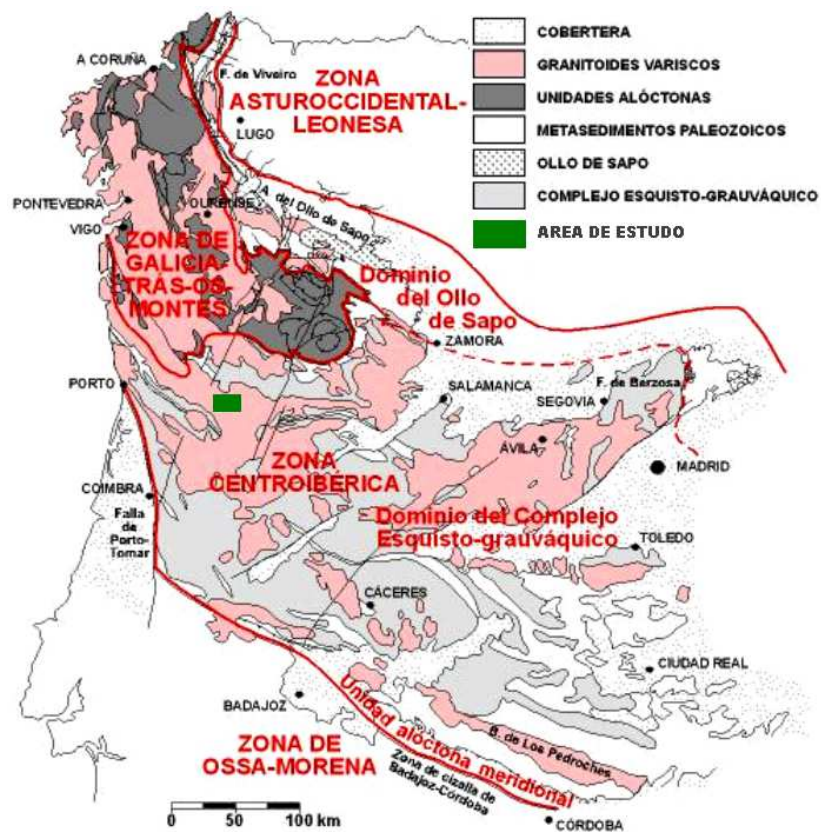 A CORUÑA
F. de Viveiro
ZONA
ASTUROCCIDENTAL-
LEONESA
LUGO
COBERTERA
GRANITOIDES VARISCOS
UNIDADES ALÓCTONAS
METASEDIMENTOS PALEOZOICOS
OLLO DE SAPO
COMPLEJO ESQUISTO-GRAUVÁQUICO
AREA DE ESTUDO
PONTEVEDRA
OURENSE
A. del Ollo de Sapo
VIGO
ZONA DE
GALICIA-
TRÁS-OS-
MONTES
Dominio
del Ollo
de Sapo
ZAMORA
PORTO
SALAMANCA
SEGOVIA
F. de Berzosa
ÁVILA
MADRID
ZONA
CENTROIBÉRICA
COIMBRA
Falla
de
Porto-
Tomar
Dominio del Complejo
Esquisto-grauváquico
TOLEDO
CÁCERES
CIUDAD REAL
BADAJOZ
Unidad alóctona meridional
B. de Los Pedroches
ZONA DE
OSSA-MORENA
Zona de cizalla de
Badajoz-Córdoba
0 50 100 km
CÓRDOBA